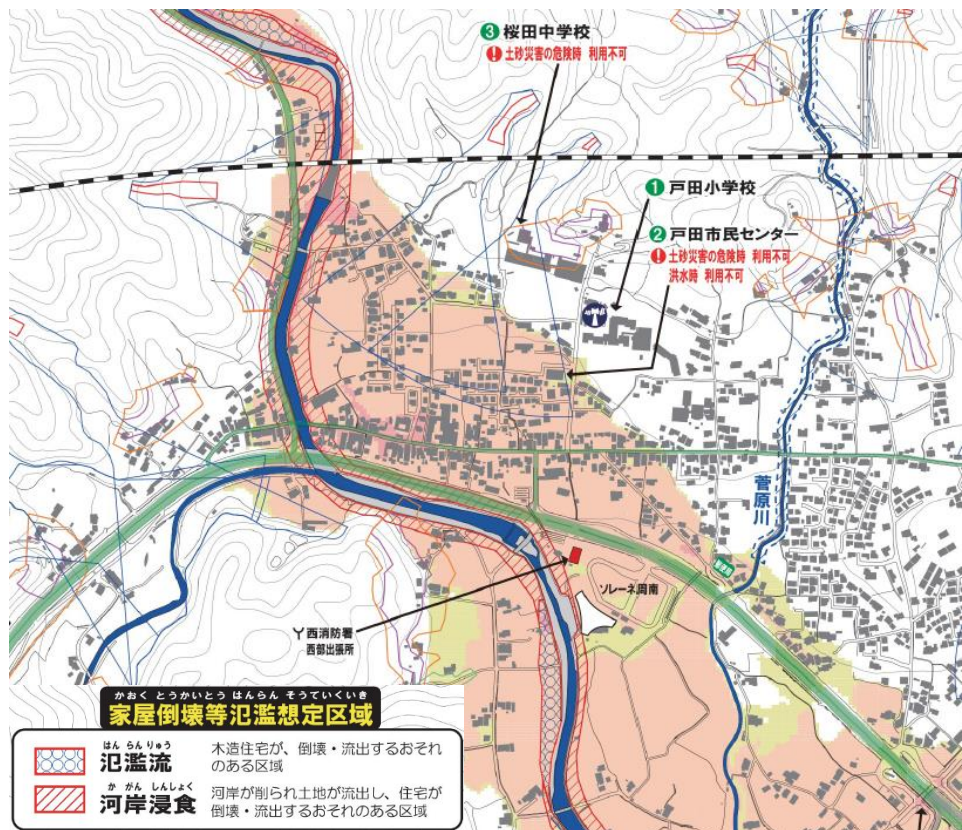 3 桜田中学校
! 土砂災害の危険時 利用不可
1 戸田小学校
2 戸田市民センター
! 土砂災害の危険時 利用不可
洪水時 利用不可
菅原川
ソレーネ周南
Y 西消防署
西部出張所
かおく とうかいとう はんらん そうていくいき
家屋倒壊等氾濫想定区域
はん らん りゅう
氾濫流
木造住宅が、倒壊・流出するおそれ
のある区域
か がん しんしょく
河岸浸食
河岸が削られ土地が流出し、住宅が
倒壊・流出するおそれのある区域